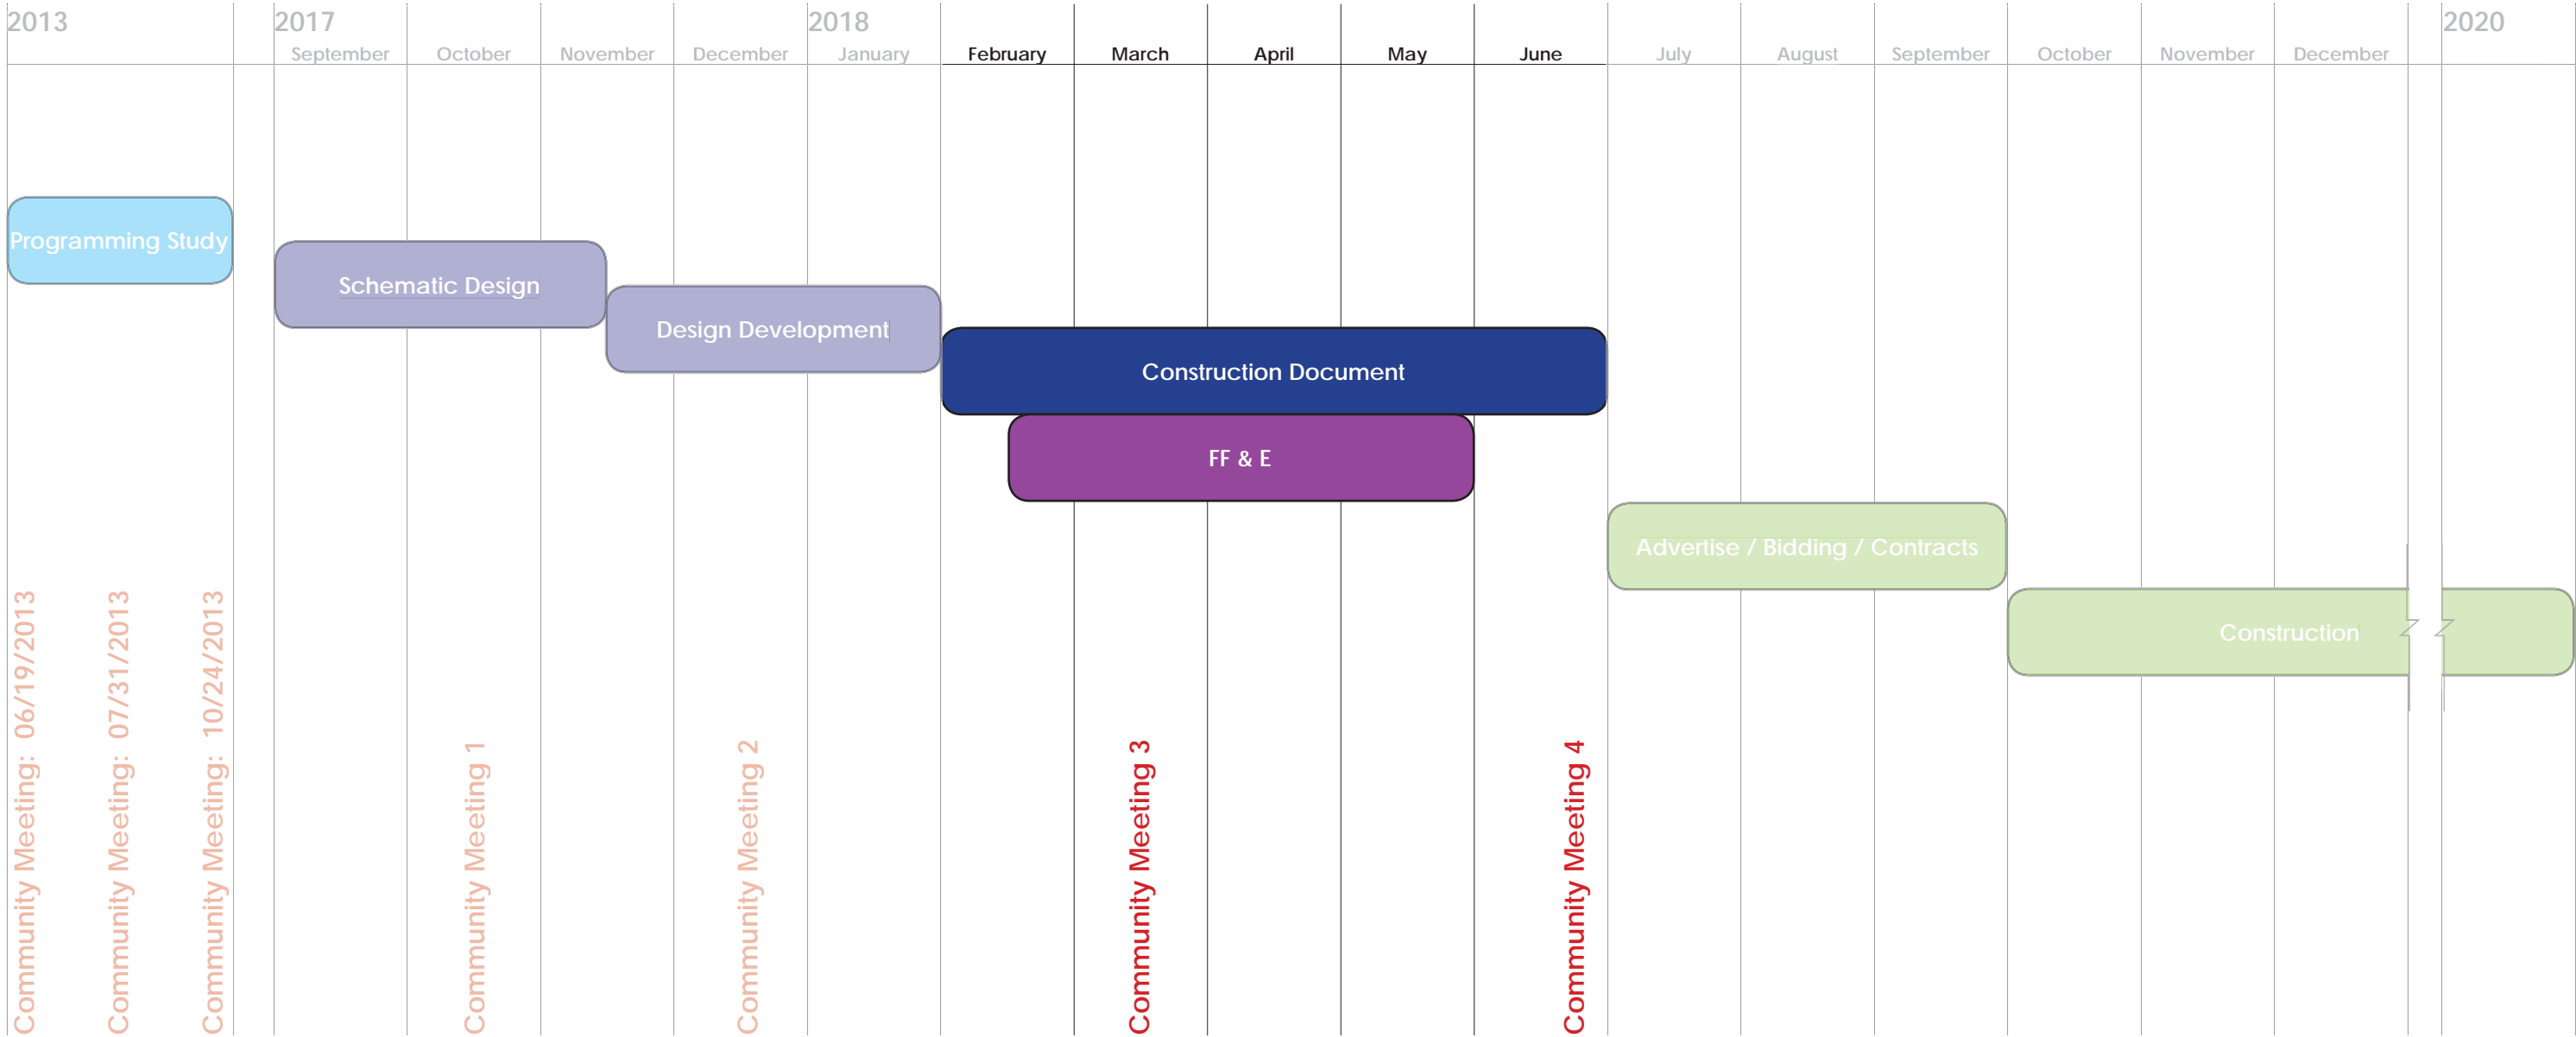 2013
2017
2018
2020
September
October
November
December
January
February
March
April
May
June
July
August
September
October
November
December
Programming Study
Schematic Design
Design Development
Construction Document
FF & E
Advertise / Bidding / Contracts
Construction
Community Meeting: 06/19/2013
Community Meeting: 07/31/2013
Community Meeting: 10/24/2013
Community Meeting 1
Community Meeting 2
Community Meeting 3
Community Meeting 4